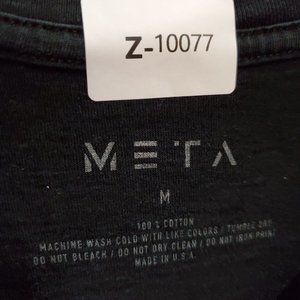 Z-10077
META
M
100% COTTON
MACHINE WASH COLD WITH LIKE COLORS / TUMBLE DRY
DO NOT BLEACH / DO NOT DRY CLEAN / DO NOT IRON PRINT
MADE IN U.S.A.